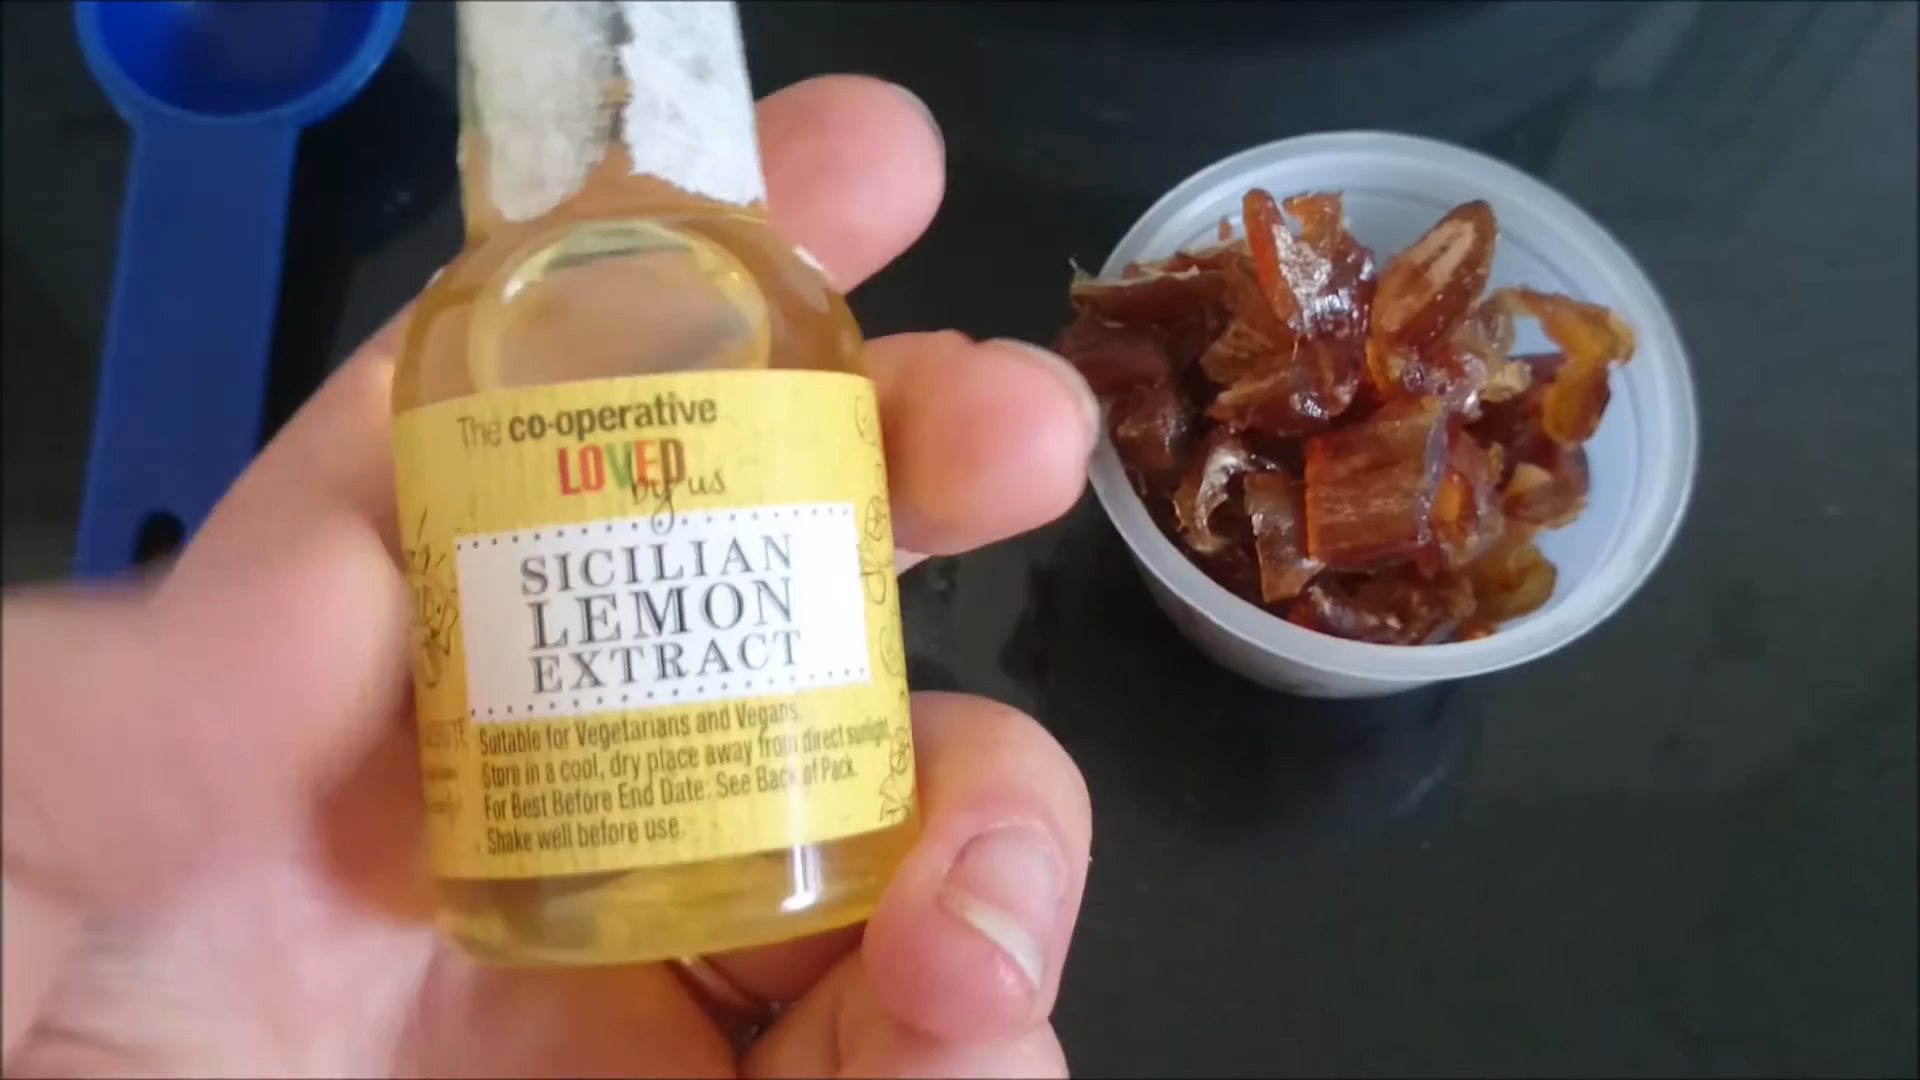 The co-operative
LOVED
by us
SICILIAN
LEMON
EXTRACT
Suitable for Vegetarians and Vegans.
Store in a cool, dry place away from direct sunlight.
For Best Before End Date: See Back of Pack.
Shake well before use.